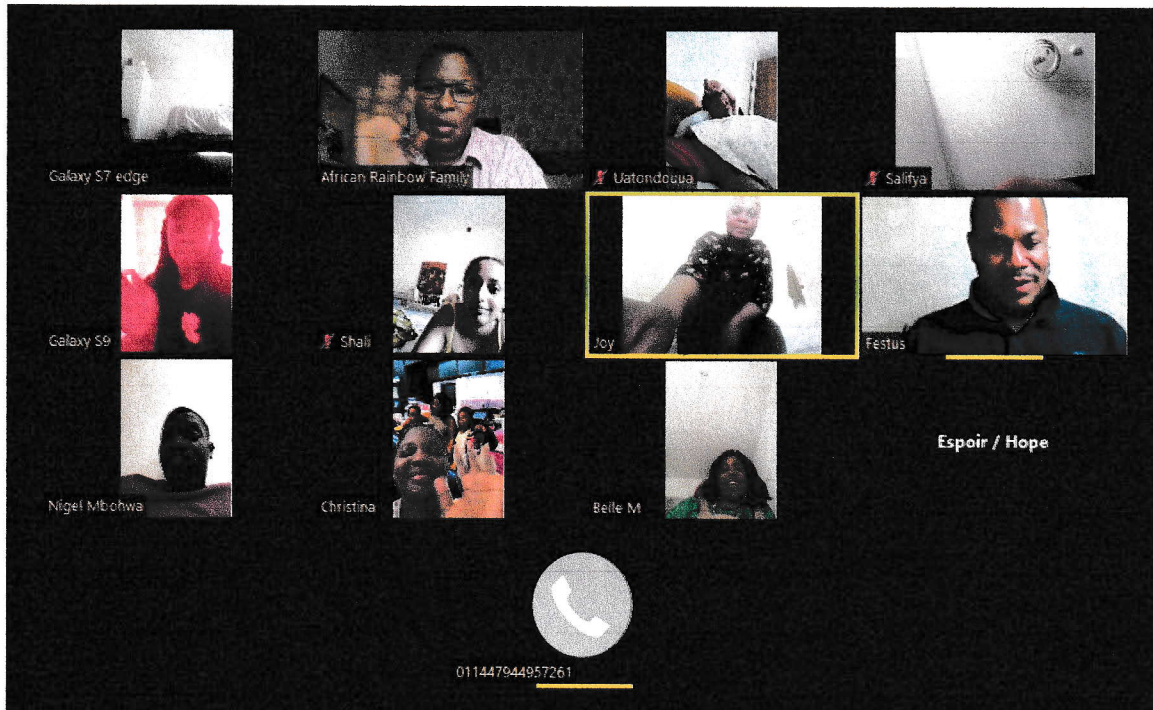 Galaxy S7 edge
African Rainbow Family
Uatondouua
Salifya
Galaxy S9
Shali
Joy
Festus
Nigel Mbohwa
Christina
Belle M
Espoir / Hope
011447944957261